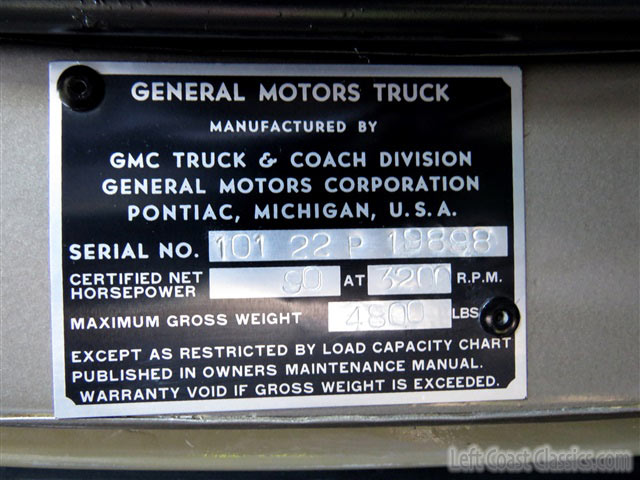 GENERAL MOTORS TRUCK
MANUFACTURED BY
GMC TRUCK & COACH DIVISION
GENERAL MOTORS CORPORATION
PONTIAC, MICHIGAN, U.S.A.
SERIAL NO. 101 22 P 19898
CERTIFIED NET HORSEPOWER 90 AT 3200 R.P.M.
MAXIMUM GROSS WEIGHT 4800 LBS
EXCEPT AS RESTRICTED BY LOAD CAPACITY CHART
PUBLISHED IN OWNERS MAINTENANCE MANUAL.
WARRANTY VOID IF GROSS WEIGHT IS EXCEEDED.
Left Coast Classics.com